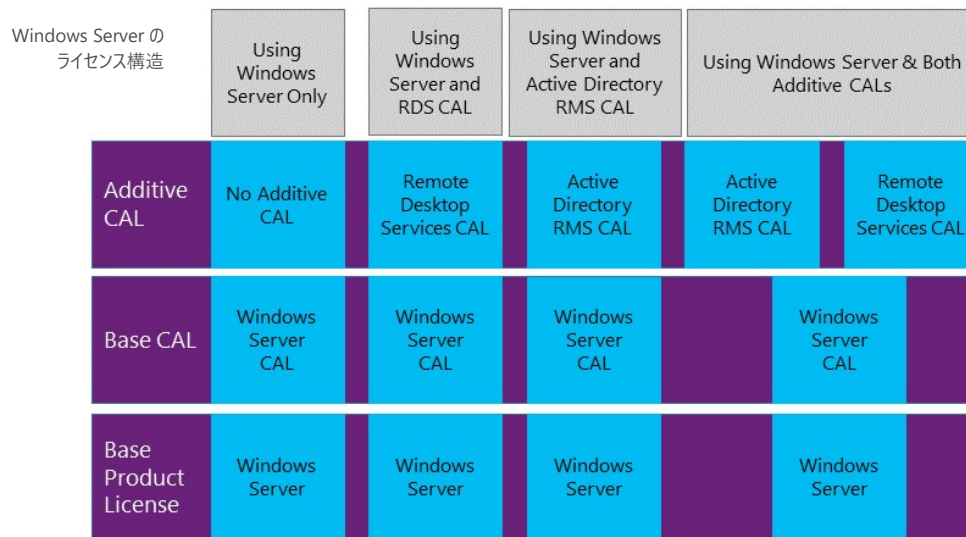 Windows Server の
ライセンス構造
Using
Windows
Server Only
Using
Windows
Server and
RDS CAL
Using Windows
Server and
Active Directory
RMS CAL
Using Windows Server & Both
Additive CALs
Additive
CAL
No Additive
CAL
Remote
Desktop
Services CAL
Active
Directory
RMS CAL
Active
Directory
RMS CAL
Remote
Desktop
Services CAL
Base CAL
Windows
Server
CAL
Windows
Server
CAL
Windows
Server
CAL
Windows
Server
CAL
Base
Product
License
Windows
Server
Windows
Server
Windows
Server
Windows
Server